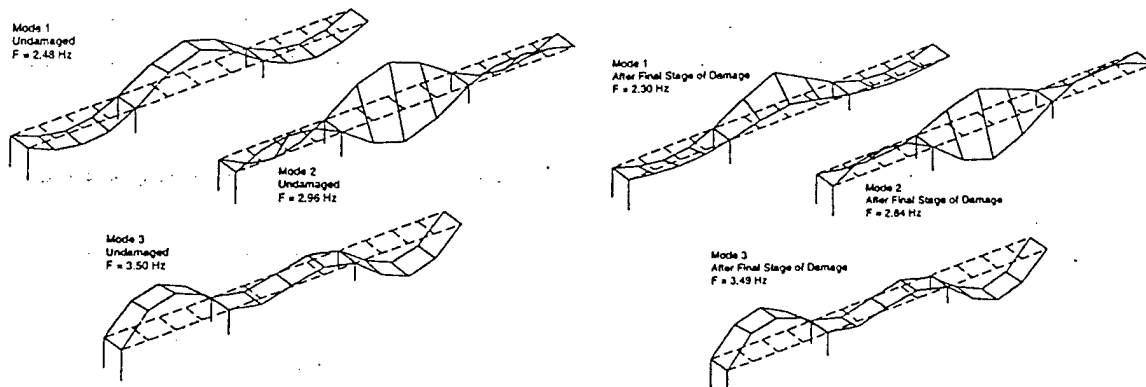 Mode 1
Undamaged
F = 2.48 Hz
Mode 2
Undamaged
F = 2.96 Hz
Mode 3
Undamaged
F = 3.50 Hz
Mode 1
After Final Stage of Damage
F = 2.30 Hz
Mode 2
After Final Stage of Damage
F = 2.84 Hz
Mode 3
After Final Stage of Damage
F = 3.49 Hz